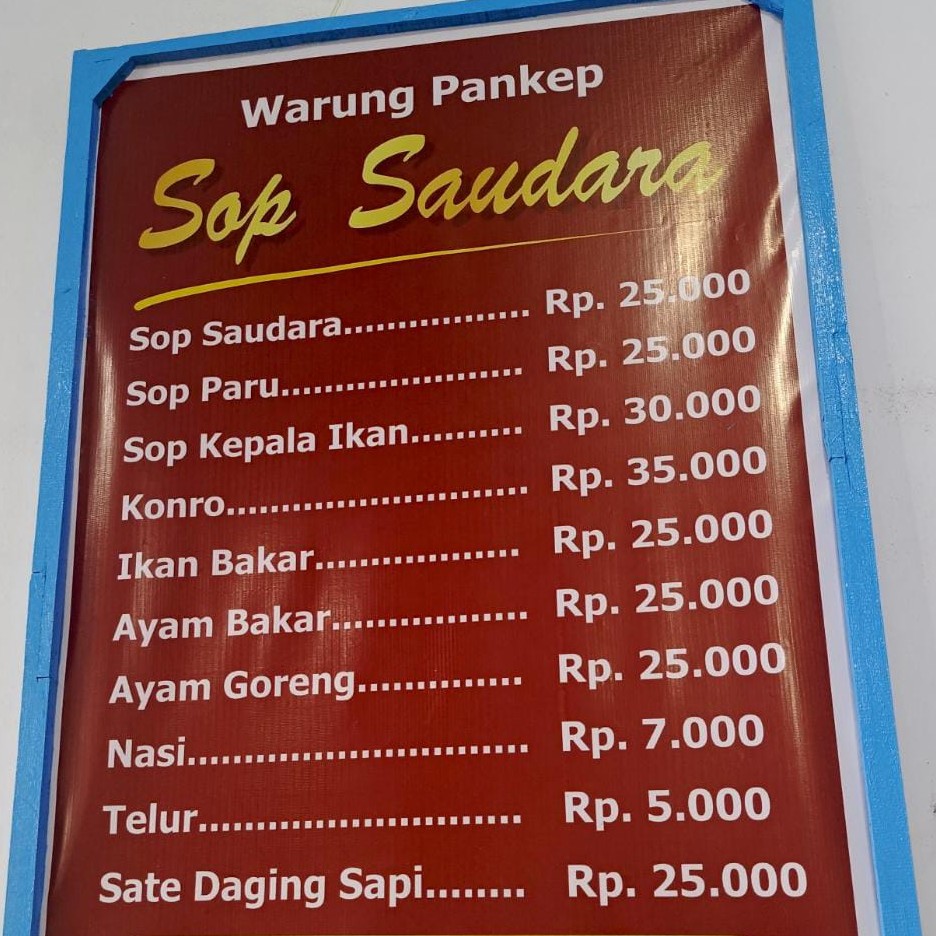 Warung Pankep
Sop Saudara
Sop Saudara................. Rp. 25.000
Sop Paru...................... Rp. 25.000
Sop Kepala Ikan.......... Rp. 30.000
Konro........................... Rp. 35.000
Ikan Bakar................... Rp. 25.000
Ayam Bakar................. Rp. 25.000
Ayam Goreng.............. Rp. 25.000
Nasi............................. Rp. 7.000
Telur........................... Rp. 5.000
Sate Daging Sapi........ Rp. 25.000